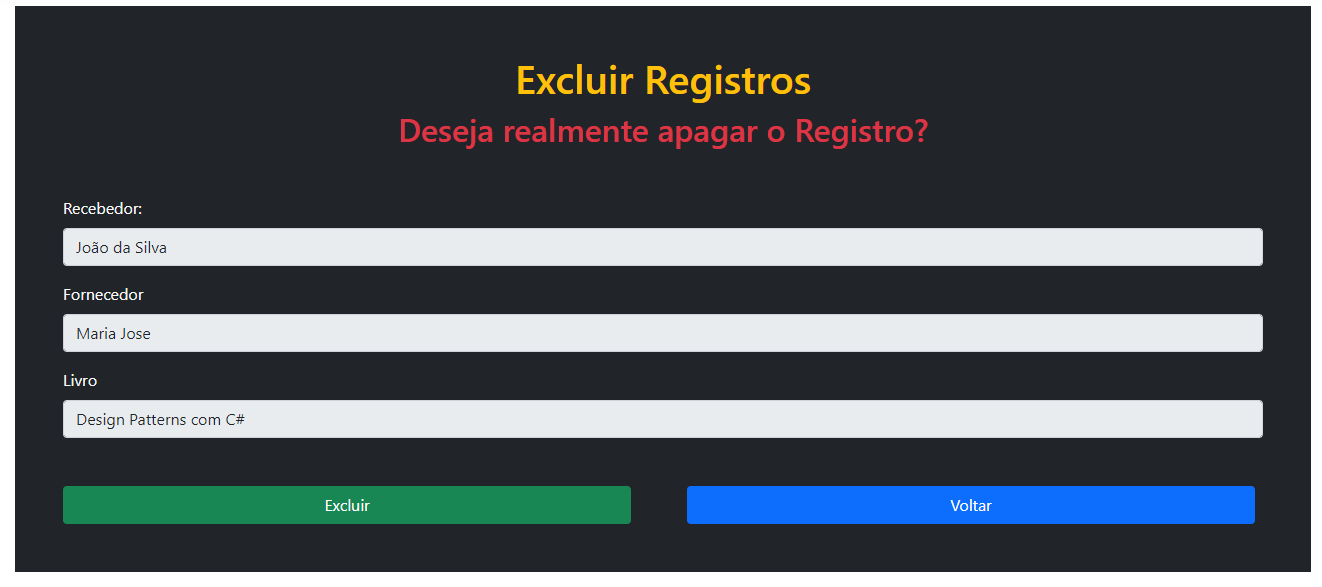 Excluir Registros
Deseja realmente apagar o Registro?
Recebedor:
João da Silva
Fornecedor
Maria Jose
Livro
Design Patterns com C#
Excluir
Voltar